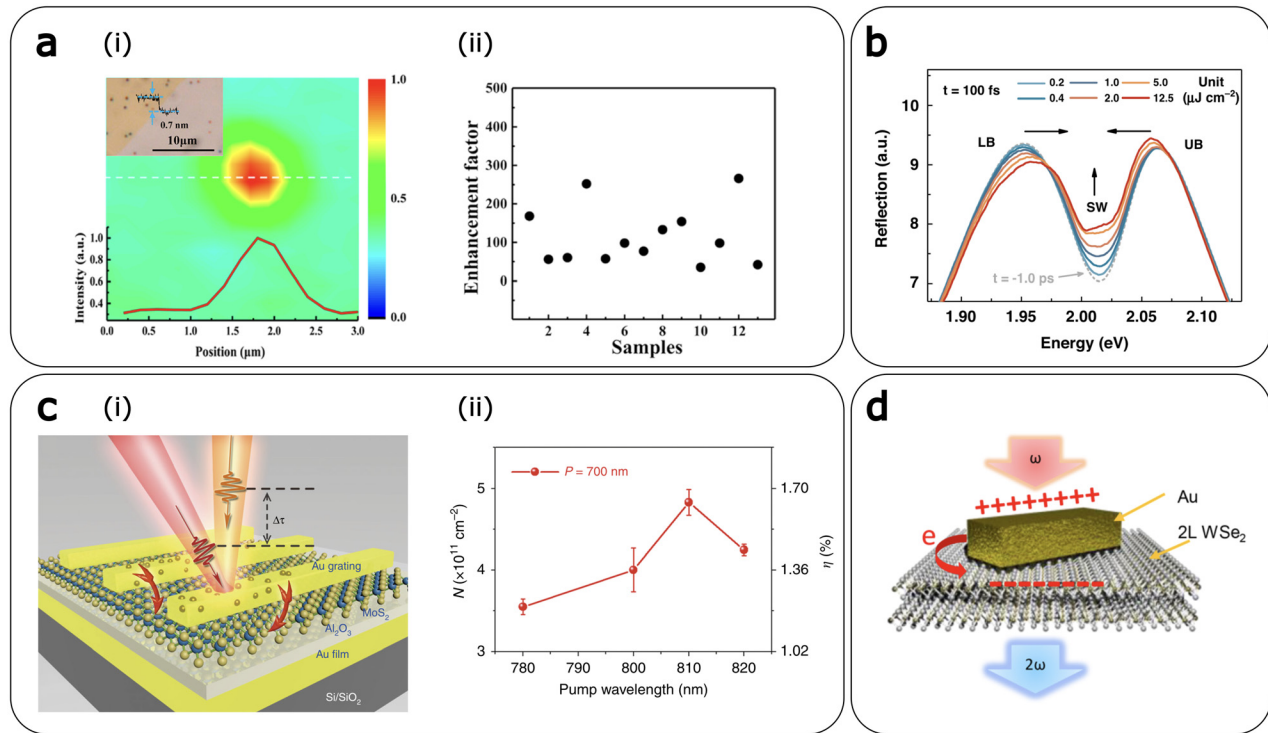 a (i)
0.7 nm
10μm
1.0
0.5
0.0
Intensity (a.u.)
1.0
0.8
0.6
0.4
0.0 0.5 1.0 1.5 2.0 2.5 3.0
Position (μm)
(ii)
Enhancement factor
500
400
300
200
100
0
2 4 6 8 10 12
Samples
b
t = 100 fs
0.2 1.0 5.0 Unit
0.4 2.0 12.5 (μJ cm⁻²)
LB
UB
SW
t = -1.0 ps
Reflection (a.u.)
10
9
8
7
1.90 1.95 2.00 2.05 2.10
Energy (eV)
c (i)
Δτ
Au grating
MoS₂
Al₂O₃
Au film
Si/SiO₂
(ii)
P = 700 nm
N (×10¹¹ cm⁻²)
5
4
3
1.70
1.36
1.02
η (%)
780 790 800 810 820
Pump wavelength (nm)
d
ω
+++++++++
Au
2L WSe₂
e
2ω